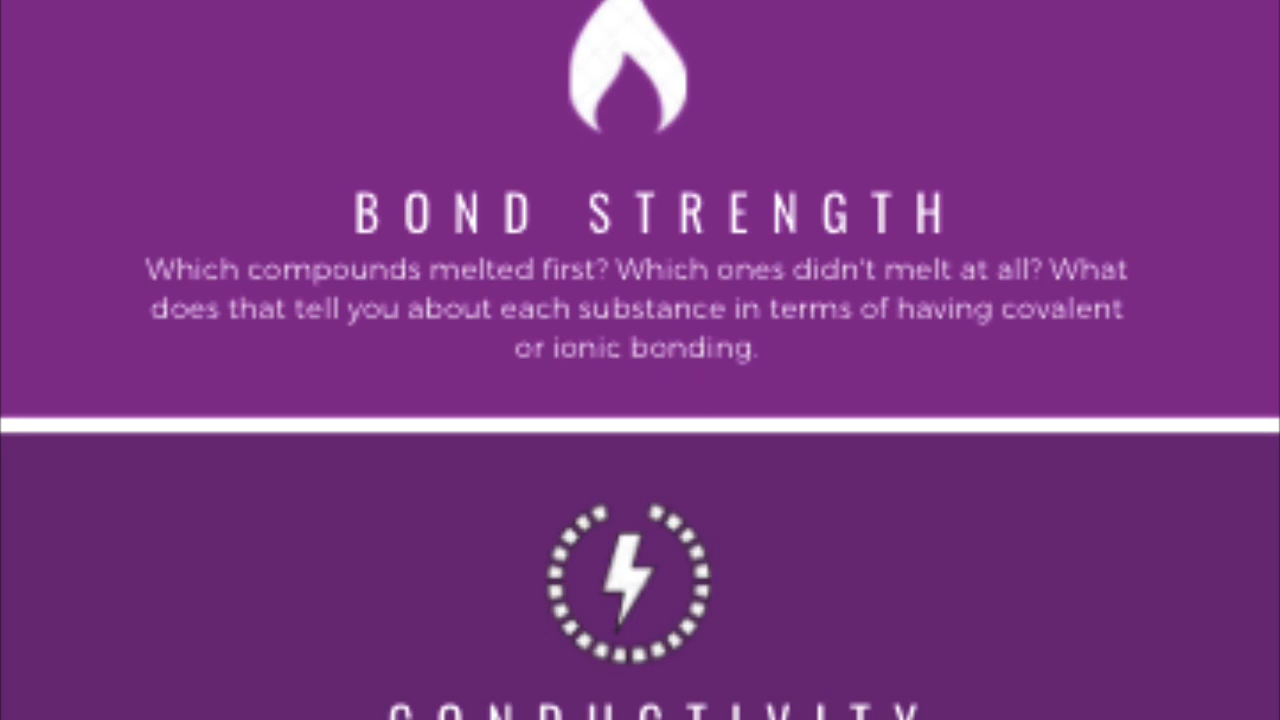 BOND STRENGTH
Which compounds melted first? Which ones didn't melt at all? What
does that tell you about each substance in terms of having covalent
or ionic bonding.
CONDUCTIVITY